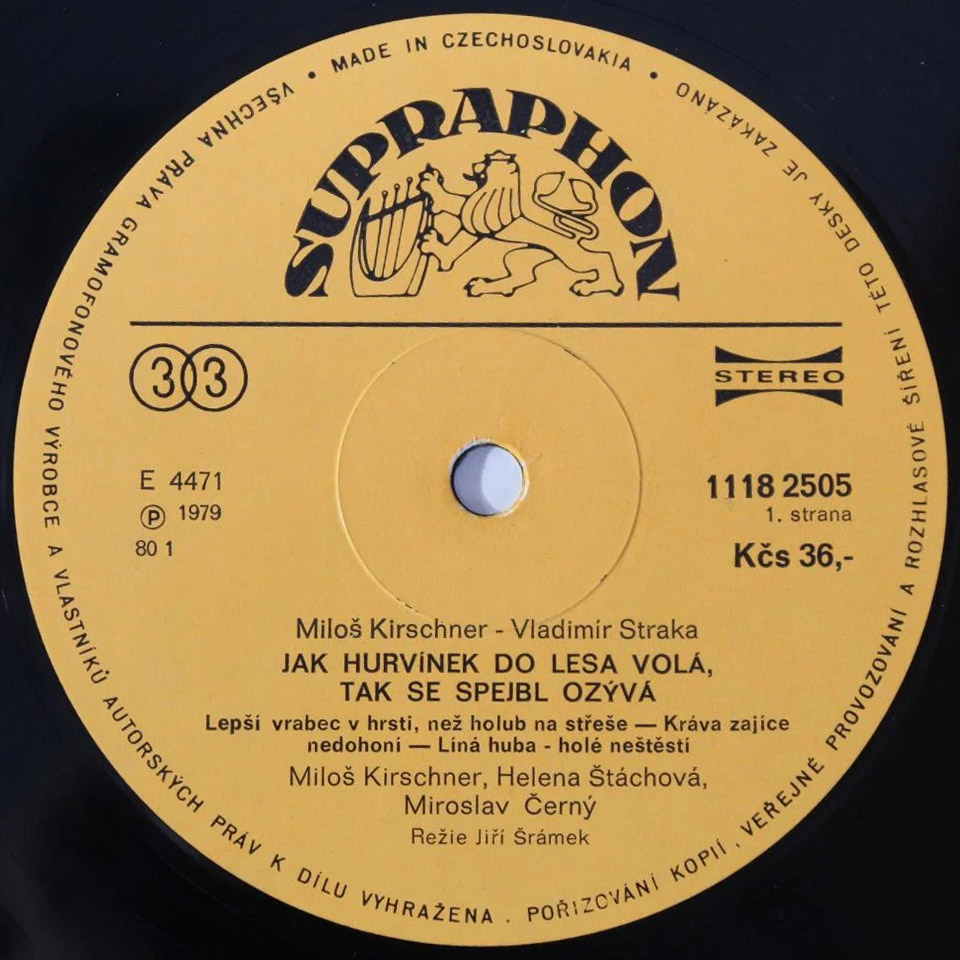 MADE IN CZECHOSLOVAKIA
SUPRAPHON
33
STEREO
E 4471
Ⓟ 1979
80 1
1118 2505
1. strana
Kčs 36,-
Miloš Kirschner - Vladimír Straka
JAK HURVÍNEK DO LESA VOLÁ,
TAK SE SPEJBL OZÝVÁ
Lepší vrabec v hrsti, než holub na střeše — Kráva zajíce
nedohoní — Líná huba - holé neštěstí
Miloš Kirschner, Helena Štáchová,
Miroslav Černý
Režie Jiří Šrámek
VŠECHNA PRÁVA GRAMOFONOVÉHO VÝROBCE A VLASTNÍKŮ AUTORSKÝCH PRÁV K DÍLU VYHRAŽENA . POŘIZOVÁNÍ KOPIÍ, VEŘEJNÉ PROVOZOVÁNÍ A ROZHLASOVÉ ŠÍŘENÍ TÉTO DESKY JE ZAKÁZÁNO